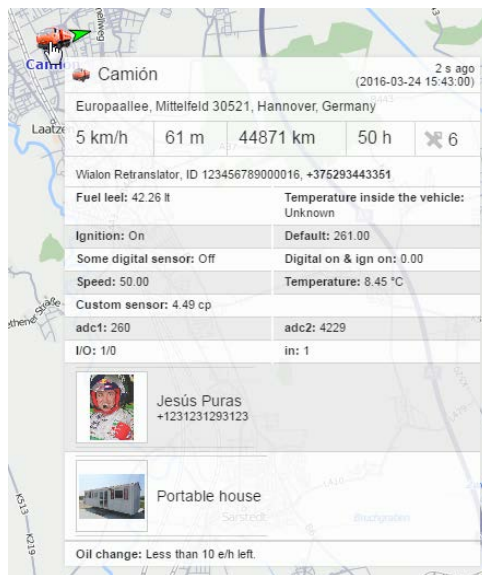 Camión
2 s ago
(2016-03-24 15:43:00)
Europaallee, Mittelfeld 30521, Hannover, Germany
5 km/h 61 m 44871 km 50 h 6
Wialon Retranslator, ID 123456789000016, +375293443351
Fuel leel: 42.26 lt Temperature inside the vehicle:
Unknown
Ignition: On Default: 261.00
Some digital sensor: Off Digital on & ign on: 0.00
Speed: 50.00 Temperature: 8.45 °C
Custom sensor: 4.49 cp
adc1: 260 adc2: 4229
I/O: 1/0 in: 1
Jesús Puras
+1231231293123
Portable house
Sarstedt
Bruchgraben
K513
K219
Oil change: Less than 10 e/h left.